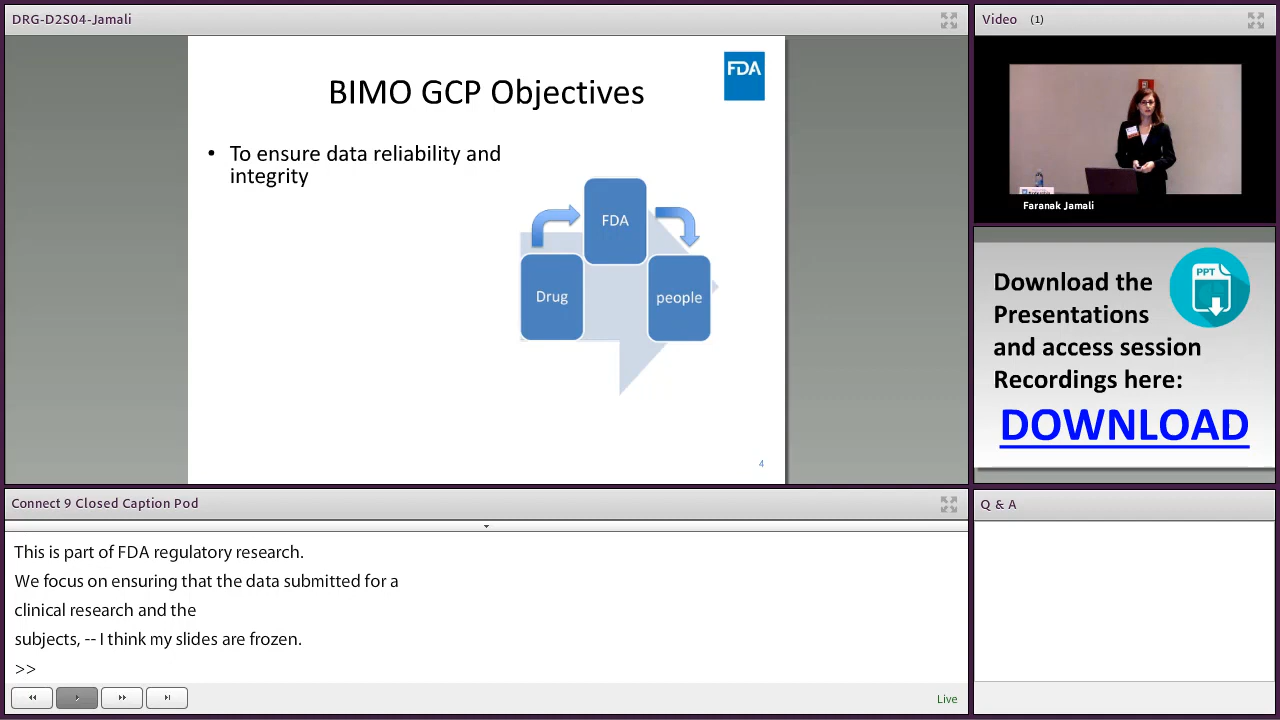 DRG-D2S04-Jamali
BIMO GCP Objectives
FDA
• To ensure data reliability and
integrity
FDA
Drug
people
4
Video (1)
Faranak Jamali
Download the
Presentations
and access session
Recordings here:
PPT
DOWNLOAD
Connect 9 Closed Caption Pod
This is part of FDA regulatory research.
We focus on ensuring that the data submitted for a
clinical research and the
subjects, -- I think my slides are frozen.
>>
Live
Q & A